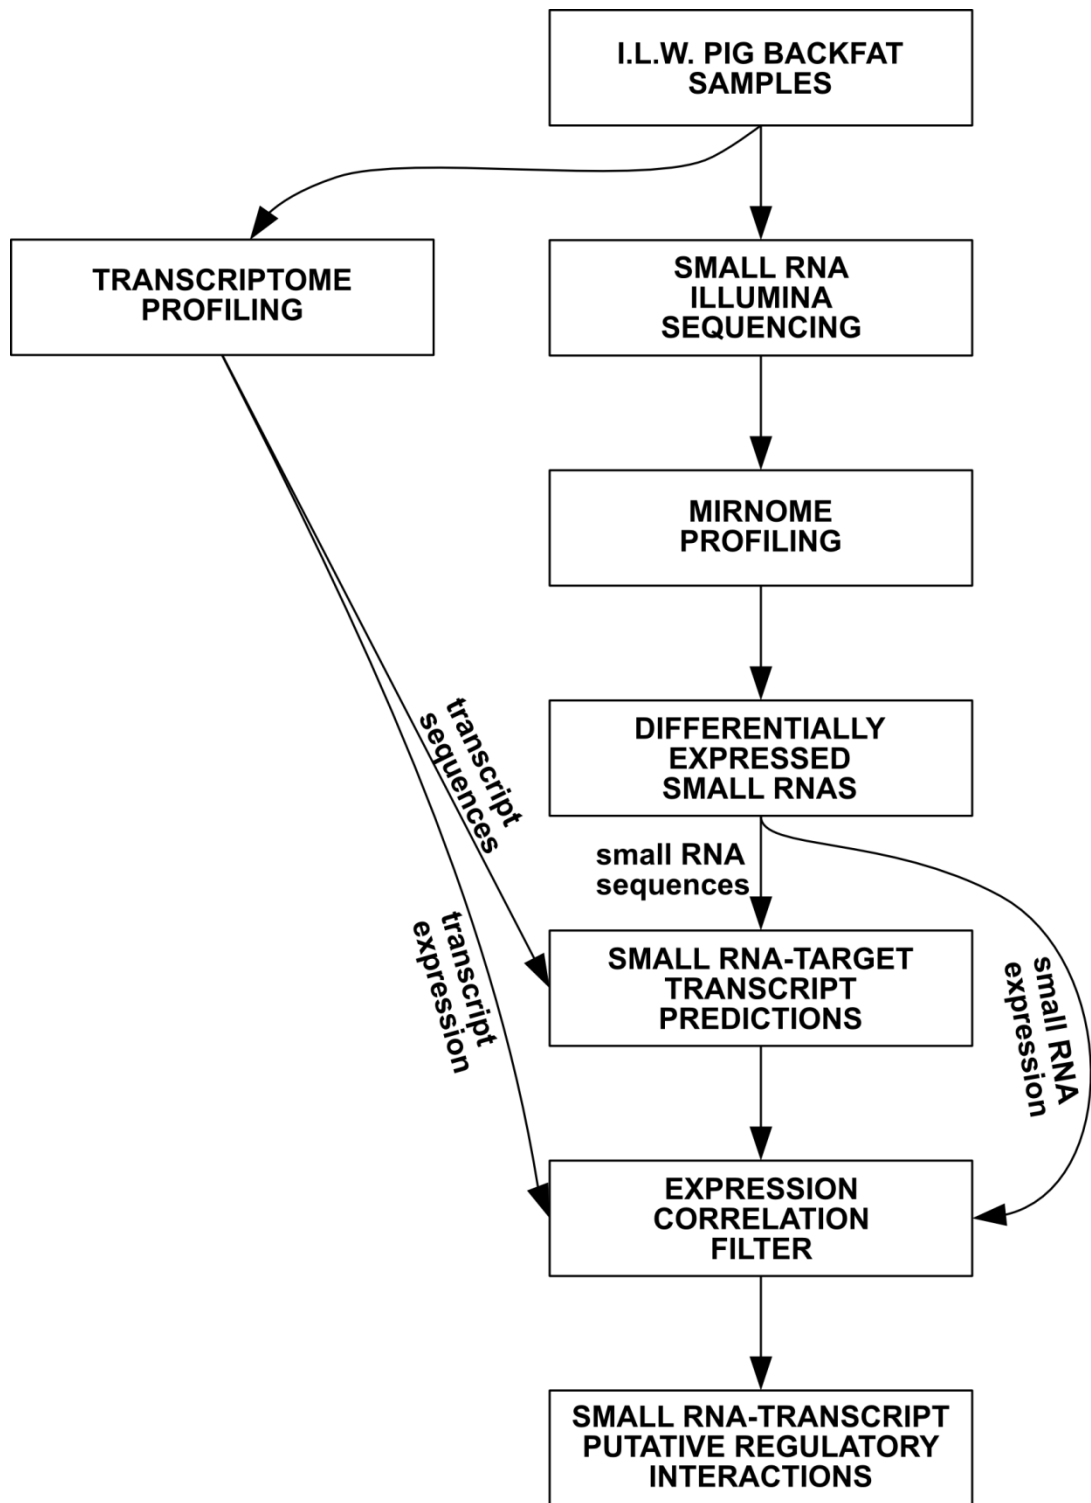 I.L.W. PIG BACKFAT
SAMPLES
TRANSCRIPTOME
PROFILING
SMALL RNA
ILLUMINA
SEQUENCING
MIRNOME
PROFILING
DIFFERENTIALLY
EXPRESSED
SMALL RNAS
transcript
sequences
small RNA
sequences
transcript
expression
SMALL RNA-TARGET
TRANSCRIPT
PREDICTIONS
small RNA
expression
EXPRESSION
CORRELATION
FILTER
SMALL RNA-TRANSCRIPT
PUTATIVE REGULATORY
INTERACTIONS